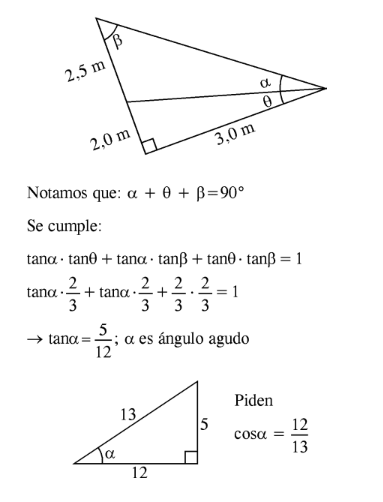 β
2,5 m
α
θ
2,0 m
3,0 m
Notamos que: α + θ + β=90°
Se cumple:
tanα · tanθ + tanα · tanβ + tanθ · tanβ = 1
tanα · 2/3 + tanα · 2/3 + 2/3 · 2/3 = 1
→ tanα = 5/12; α es ángulo agudo
13
5
α
12
Piden
cosα = 12/13